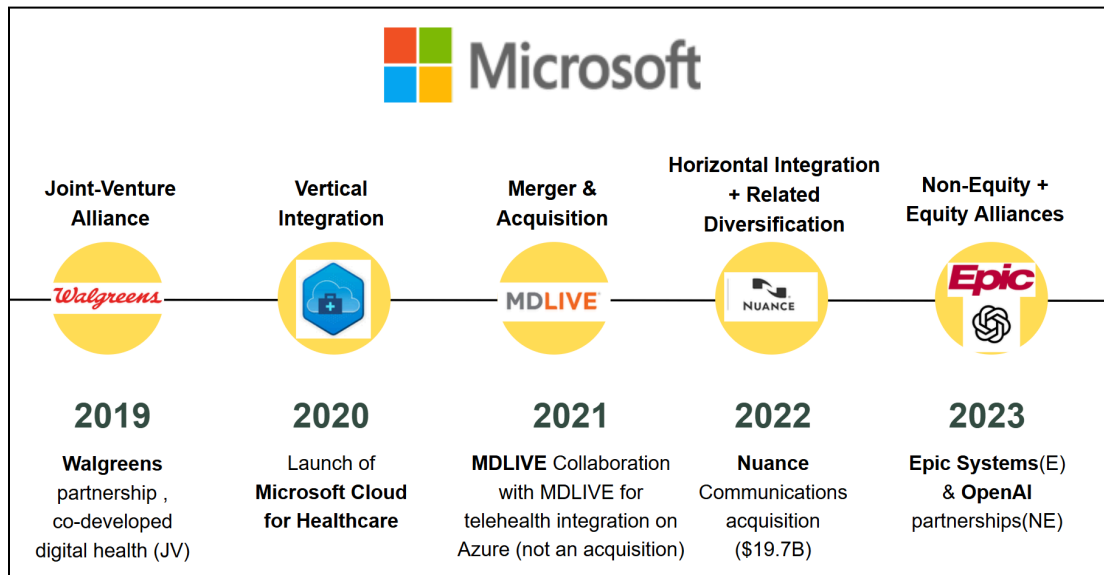 Microsoft
Joint-Venture
Alliance
Walgreens
2019
Walgreens
partnership ,
co-developed
digital health (JV)
Vertical
Integration
2020
Launch of
Microsoft Cloud
for Healthcare
Merger &
Acquisition
MDLIVE
2021
MDLIVE Collaboration
with MDLIVE for
telehealth integration on
Azure (not an acquisition)
Horizontal Integration
+ Related
Diversification
NUANCE
2022
Nuance
Communications
acquisition
($19.7B)
Non-Equity +
Equity Alliances
Epic
2023
Epic Systems(E)
& OpenAI
partnerships(NE)